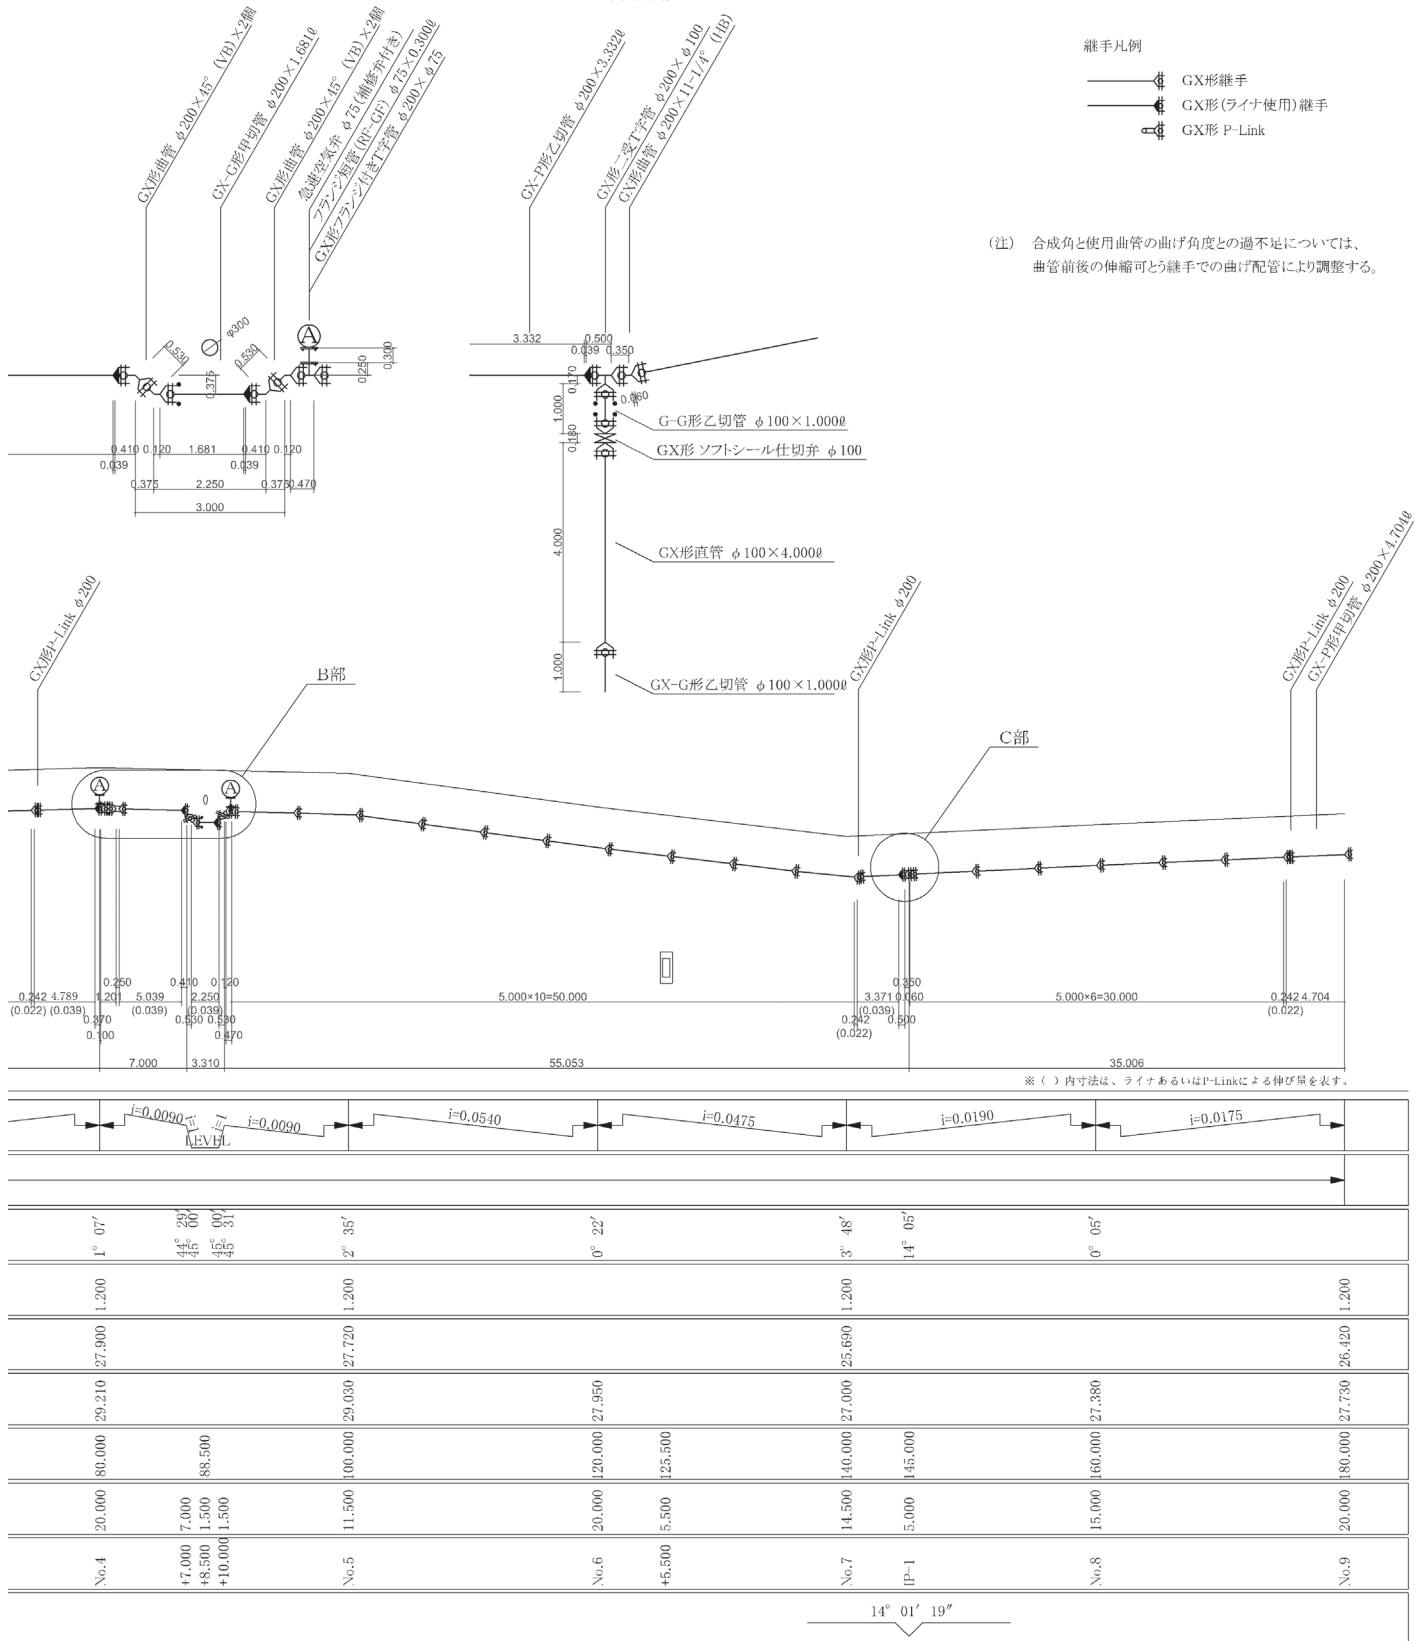 GX形曲管 φ200×45° (VB)×2個
GX-G形甲切管 φ200×1.681ℓ
GX形曲管 φ200×45° (VB)×2個
急速空気弁 φ75(補修弁付き)
フランジ短管(RF-GF) φ75×0.300ℓ
GX形フランジ付きT字管 φ200×φ75
GX-P形乙切管 φ200×3.332ℓ
GX形二受T字管 φ200×φ100
GX形曲管 φ200×11-1/4° (HB)
継手凡例
GX形継手
GX形(ライナ使用)継手
GX形 P-Link
(注) 合成角と使用曲管の曲げ角度との過不足については、
曲管前後の伸縮可とう継手での曲げ配管により調整する。
φ300
A
0.530
0.530
0.375
0.250
0.300
0.410 0.120 1.681 0.410 0.120
0.039 0.039
0.375 2.250 0.375 0.470
3.000
3.332 0.500
0.039 0.350
0.170
0.060
1.000
0.180
4.000
1.000
G-G形乙切管 φ100×1.000ℓ
GX形 ソフトシール仕切弁 φ100
GX形直管 φ100×4.000ℓ
GX-G形乙切管 φ100×1.000ℓ
GX形P-Link φ200
B部
GX形P-Link φ200
C部
GX形P-Link φ200
GX-P形甲切管 φ200×4.704ℓ
A A
0.250 0.410 0.120 0.350
0.242 4.789 1.201 5.039 2.250 5.000×10=50.000 3.371 0.060 5.000×6=30.000 0.242 4.704
(0.022) (0.039) (0.039) (0.039) (0.039) (0.022)
0.370 0.530 0.530 0.242 0.500
0.100 0.470 (0.022)
7.000 3.310 55.053 35.006
※( )内寸法は、ライナあるいはP-Linkによる伸び量を表す。
i=0.0090 i=1 i=1 i=0.0090 i=0.0540 i=0.0475 i=0.0190 i=0.0175
LEVEL
1° 07′ 44° 29′ 45° 00′ 45° 00′ 45° 31′ 2° 35′ 0° 22′ 3° 48′ 14° 05′ 0° 05′
1.200 1.200 1.200 1.200
27.900 27.720 25.690 26.420
29.210 29.030 27.950 27.000 27.380 27.730
80.000 88.500 100.000 120.000 125.500 140.000 145.000 160.000 180.000
20.000 7.000 1.500 1.500 11.500 20.000 5.500 14.500 5.000 15.000 20.000
No.4 +7.000 +8.500 +10.000 No.5 No.6 +5.500 No.7 IP-1 No.8 No.9
14° 01′ 19″